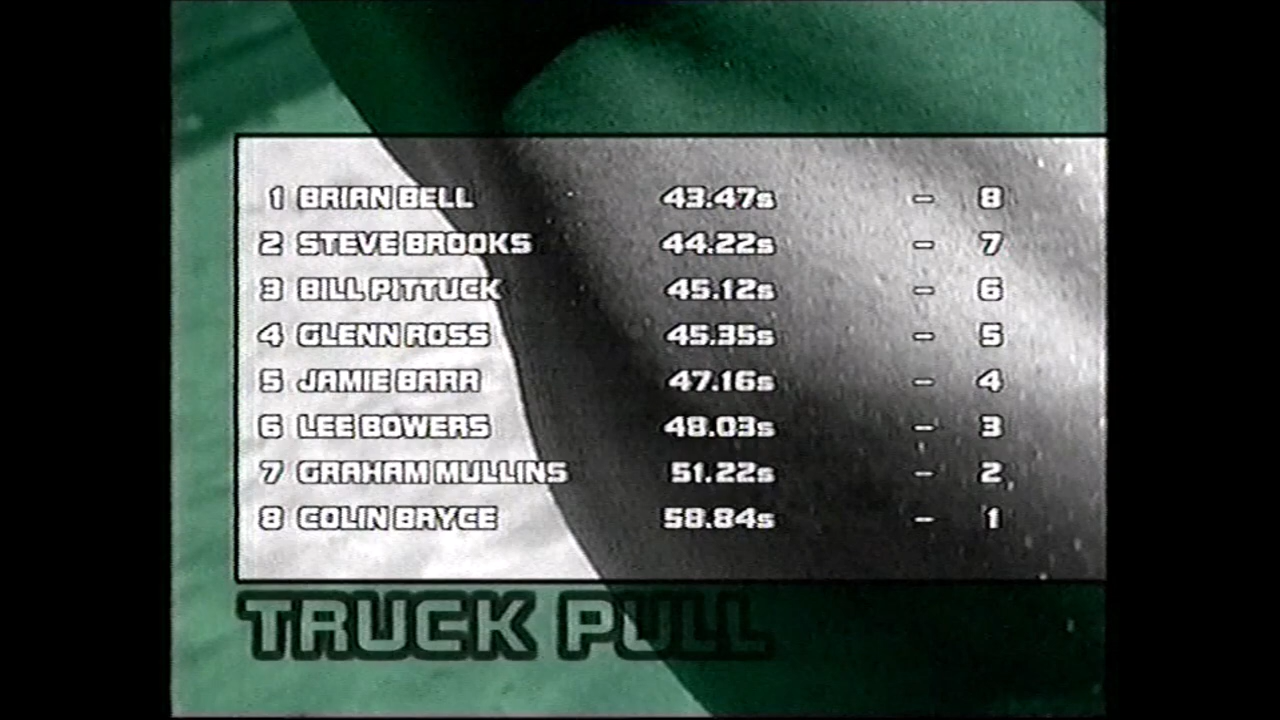 1 BRIAN BELL 43.47s - 8
2 STEVE BROOKS 44.22s - 7
3 BILL PITTUCK 45.12s - 6
4 GLENN ROSS 45.35s - 5
5 JAMIE BARR 47.16s - 4
6 LEE BOWERS 48.03s - 3
7 GRAHAM MULLINS 51.22s - 2
8 COLIN BRYCE 58.84s - 1
TRUCK PULL